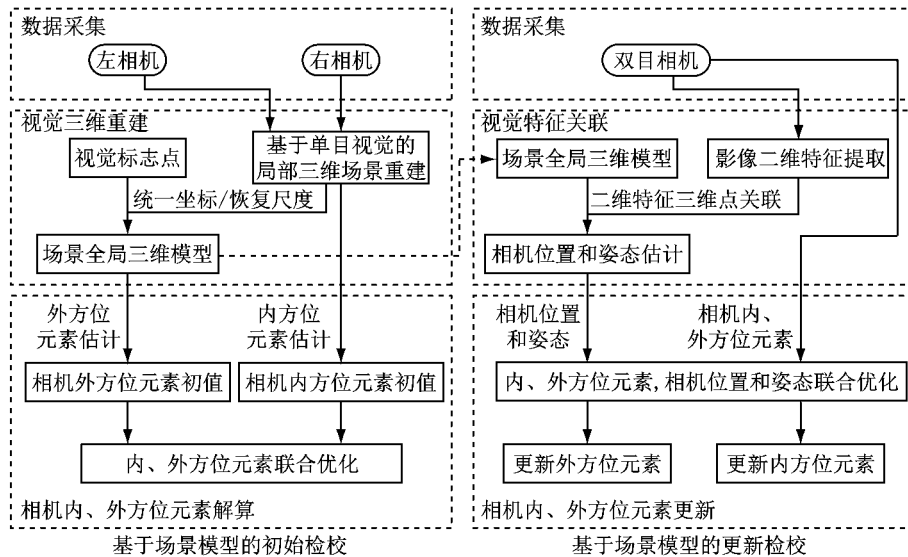 数据采集
左相机
右相机
视觉三维重建
视觉标志点
基于单目视觉的
局部三维场景重建
统一坐标/恢复尺度
场景全局三维模型
外方位
元素估计
内方位
元素估计
相机外方位元素初值
相机内方位元素初值
内、外方位元素联合优化
相机内、外方位元素解算
基于场景模型的初始检校
数据采集
双目相机
视觉特征关联
场景全局三维模型
影像二维特征提取
二维特征三维点关联
相机位置和姿态估计
相机位置
和姿态
相机内、
外方位元素
内、外方位元素,相机位置和姿态联合优化
更新外方位元素
更新内方位元素
相机内、外方位元素更新
基于场景模型的更新检校